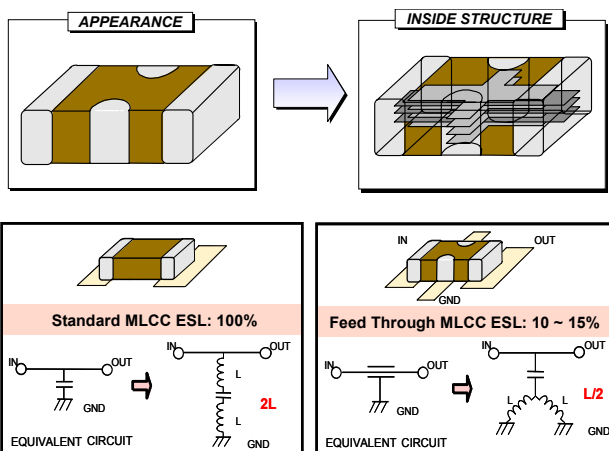 APPEARANCE
INSIDE STRUCTURE
Standard MLCC ESL: 100%
IN
OUT
GND
L
L
2L
IN
OUT
GND
EQUIVALENT CIRCUIT
IN
OUT
GND
Feed Through MLCC ESL: 10 ~ 15%
IN
OUT
GND
IN
OUT
L
L
L/2
GND
EQUIVALENT CIRCUIT